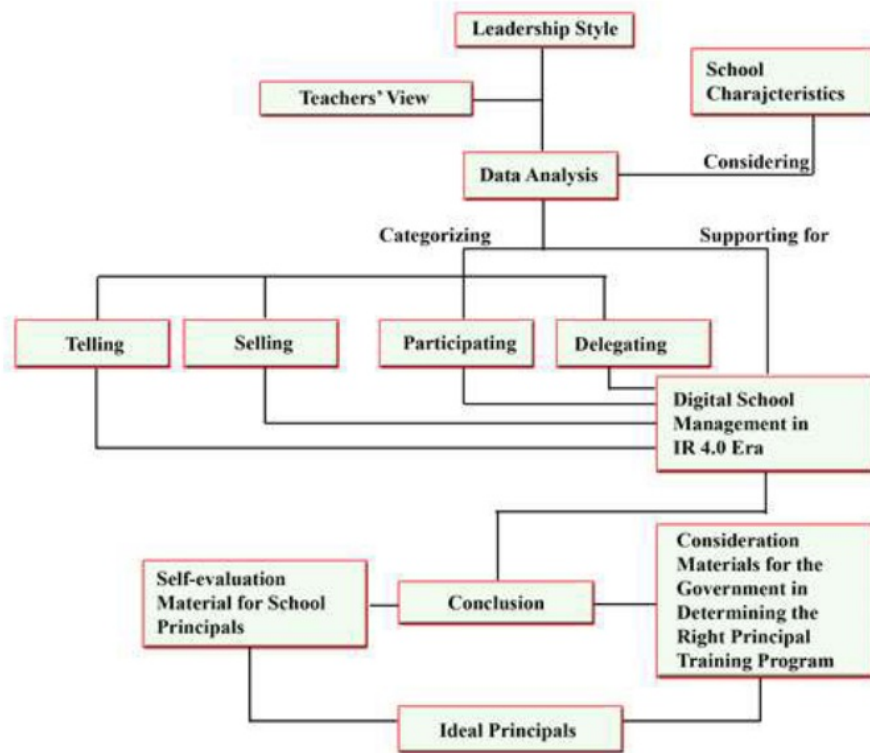 Leadership Style
Teachers' View
School
Charajcteristics
Considering
Data Analysis
Categorizing
Supporting for
Telling
Selling
Participating
Delegating
Digital School
Management in
IR 4.0 Era
Self-evaluation
Material for School
Principals
Conclusion
Consideration
Materials for the
Government in
Determining the
Right Principal
Training Program
Ideal Principals